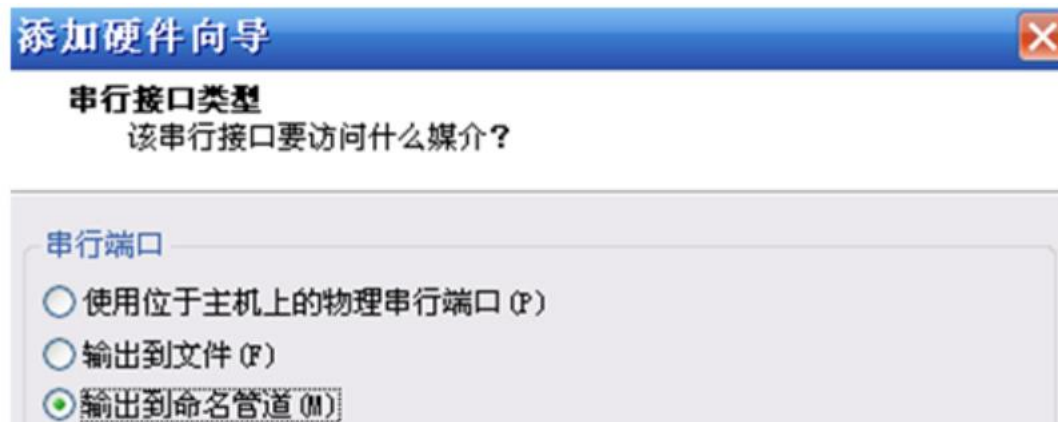 添加硬件向导
串行接口类型
该串行接口要访问什么媒介?
串行端口
使用位于主机上的物理串行端口(P)
输出到文件(F)
输出到命名管道(M)